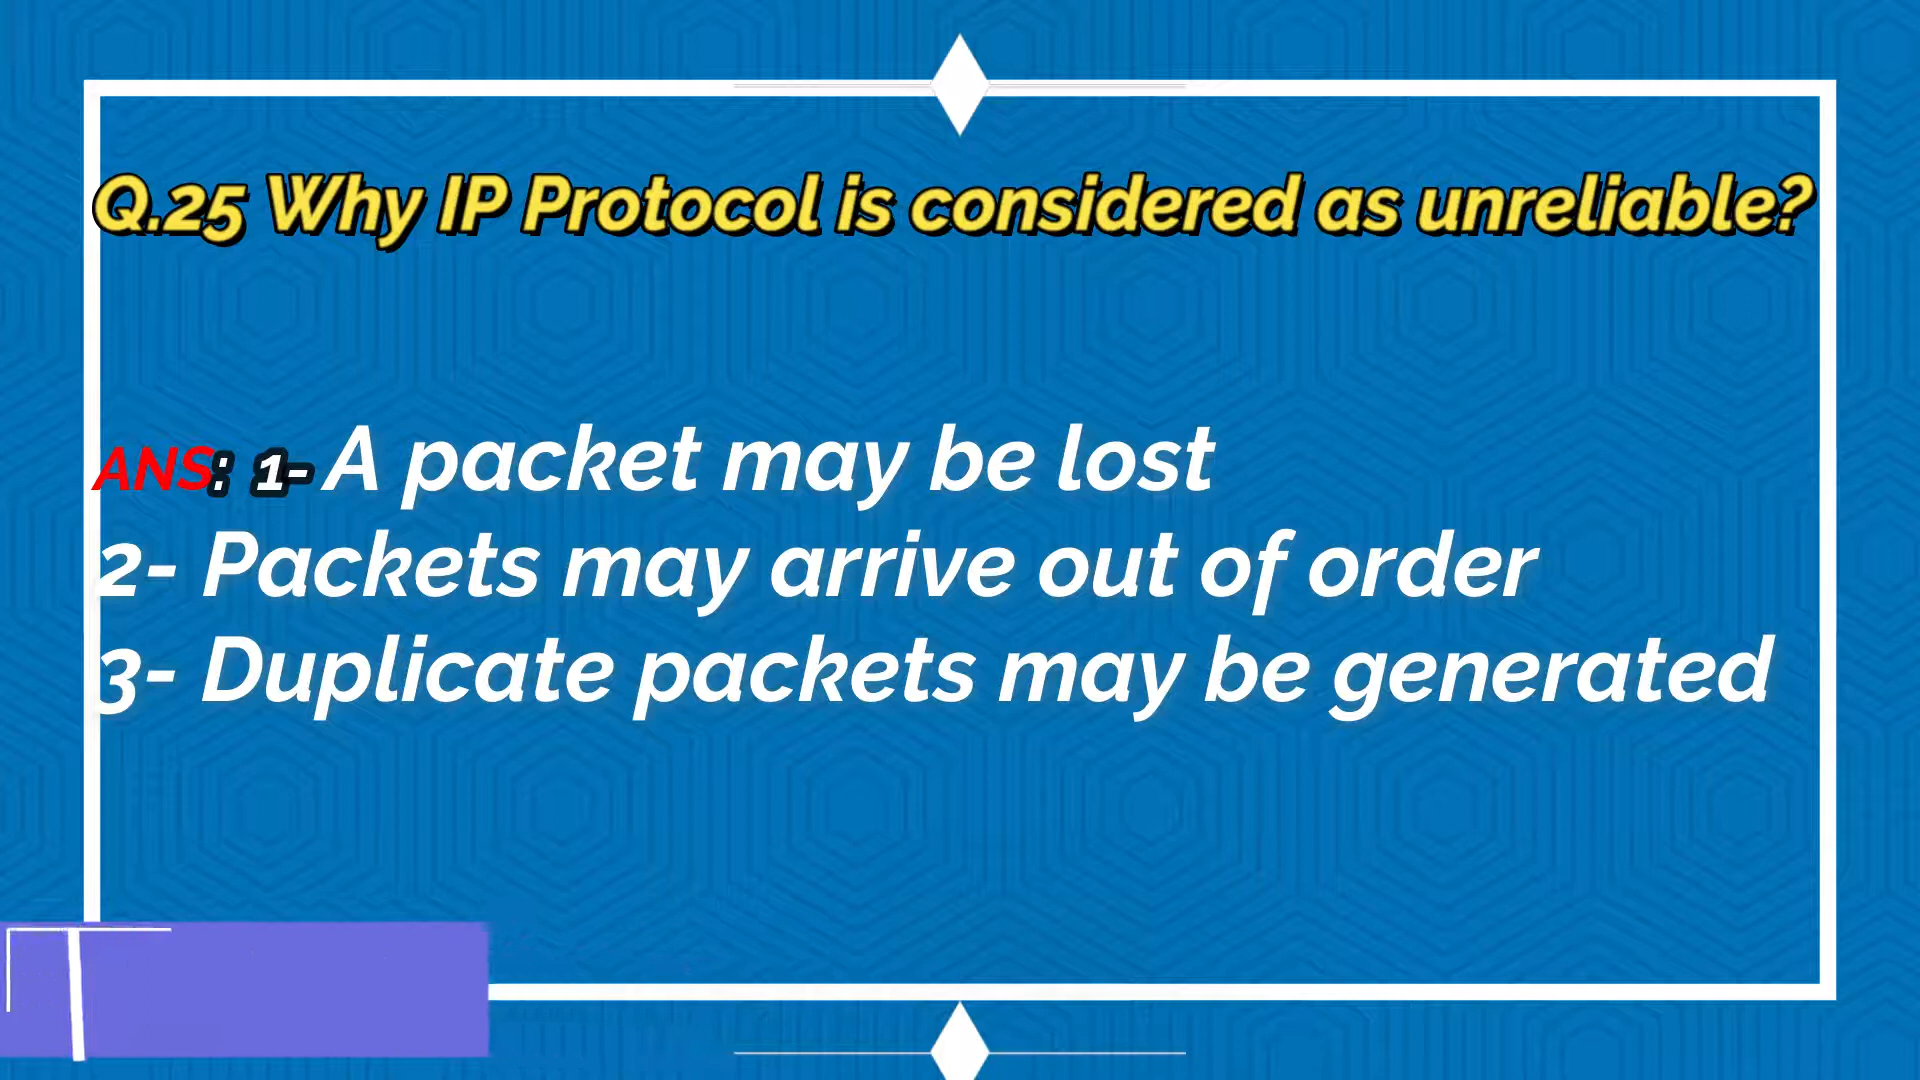 Q.25 Why IP Protocol is considered as unreliable?
ANS: 1- A packet may be lost
2- Packets may arrive out of order
3- Duplicate packets may be generated